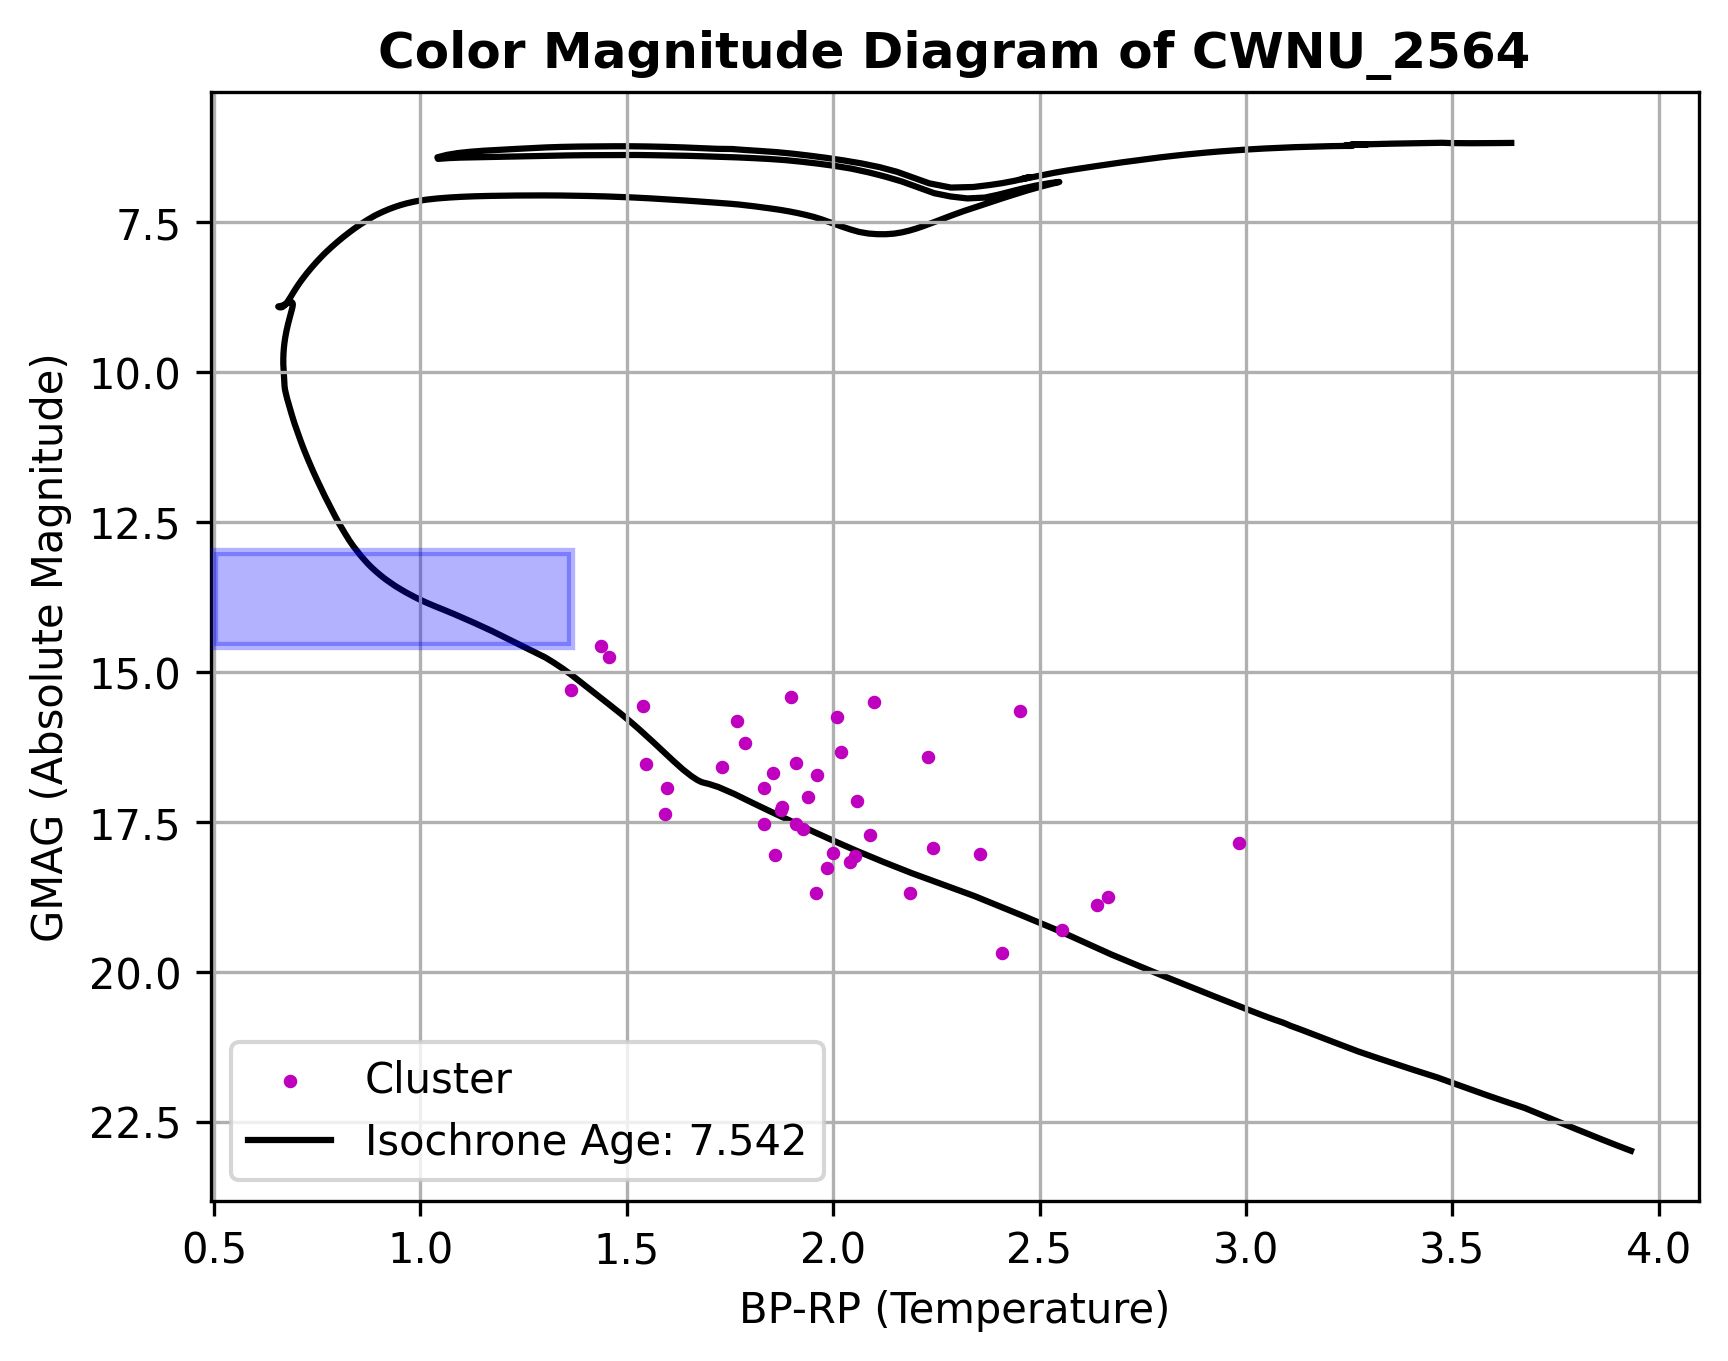 Color Magnitude Diagram of CWNU_2564
GMAG (Absolute Magnitude)
7.5
10.0
12.5
15.0
17.5
20.0
22.5
Cluster
Isochrone Age: 7.542
0.5 1.0 1.5 2.0 2.5 3.0 3.5 4.0
BP-RP (Temperature)